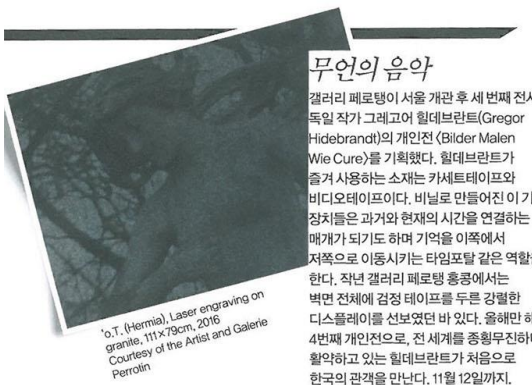 무언의 음악
갤러리 페로탱이 서울 개관 후 세 번째 전시
독일 작가 그레고어 힐데브란트(Gregor
Hidebrandt)의 개인전 〈Bilder Malen
Wie Cure〉를 기획했다. 힐데브란트가
즐겨 사용하는 소재는 카세트테이프와
비디오테이프이다. 비닐로 만들어진 이 기
장치들은 과거와 현재의 시간을 연결하는
매개가 되기도 하며 기억을 이쪽에서
저쪽으로 이동시키는 타임포탈 같은 역할
한다. 작년 갤러리 페로탱 홍콩에서는
벽면 전체에 검정 테이프를 두른 강렬한
디스플레이를 선보였던 바 있다. 올해만
4번째 개인전으로, 전 세계를 종횡무진하
활약하고 있는 힐데브란트가 처음으로
한국의 관객을 만난다. 11월 12일까지.
'o.T. (Hermia), Laser engraving on
granite, 111×79cm, 2016
Courtesy of the Artist and Galerie
Perrotin